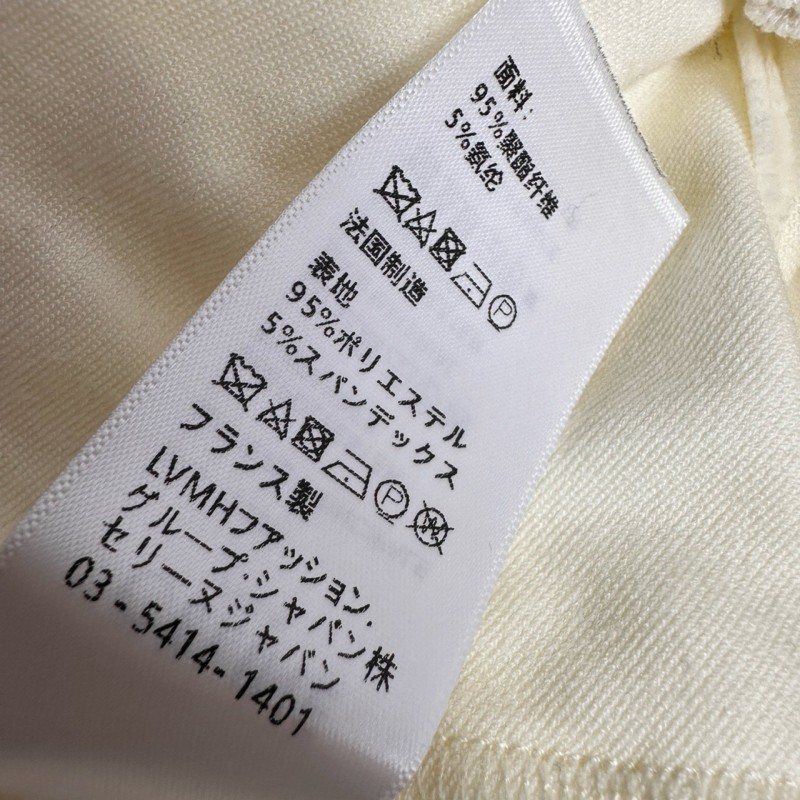 面料:
95%聚酯纤维
5%氨纶
P
法国制造
表地
95%ポリエステル
5%スパンデックス
P W
フランス製
LVMHファッション.
グループ.ジャパン株
セリーヌジャパン
03-5414-1401